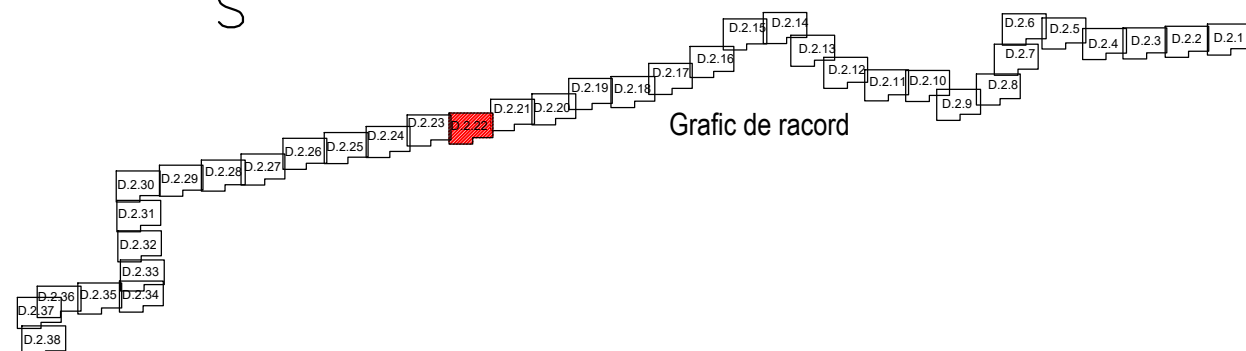 S
D.2.1
D.2.2
D.2.3
D.2.4
D.2.5
D.2.6
D.2.7
D.2.8
D.2.9
D.2.10
D.2.11
D.2.12
D.2.13
D.2.14
D.2.15
D.2.16
D.2.17
D.2.18
D.2.19
D.2.20
D.2.21
D.2.22
D.2.23
D.2.24
D.2.25
D.2.26
D.2.27
D.2.28
D.2.29
D.2.30
D.2.31
D.2.32
D.2.33
D.2.34
D.2.35
D.2.36
D.2.37
D.2.38
Grafic de racord